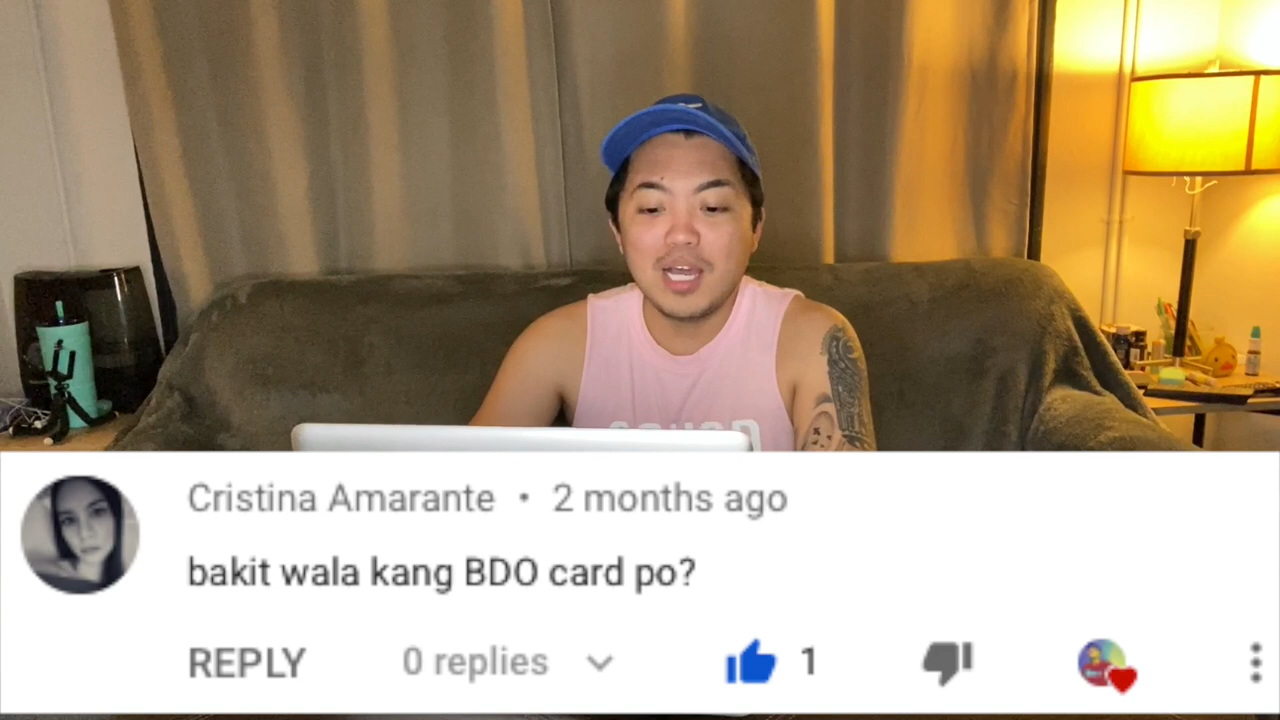 Cristina Amarante • 2 months ago
bakit wala kang BDO card po?
REPLY 0 replies 1